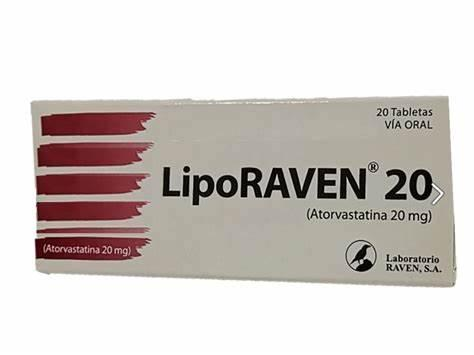 20 Tabletas
VÍA ORAL
LipoRAVEN® 20
(Atorvastatina 20 mg)
(Atorvastatina 20 mg)
Laboratorio
RAVEN, S.A.